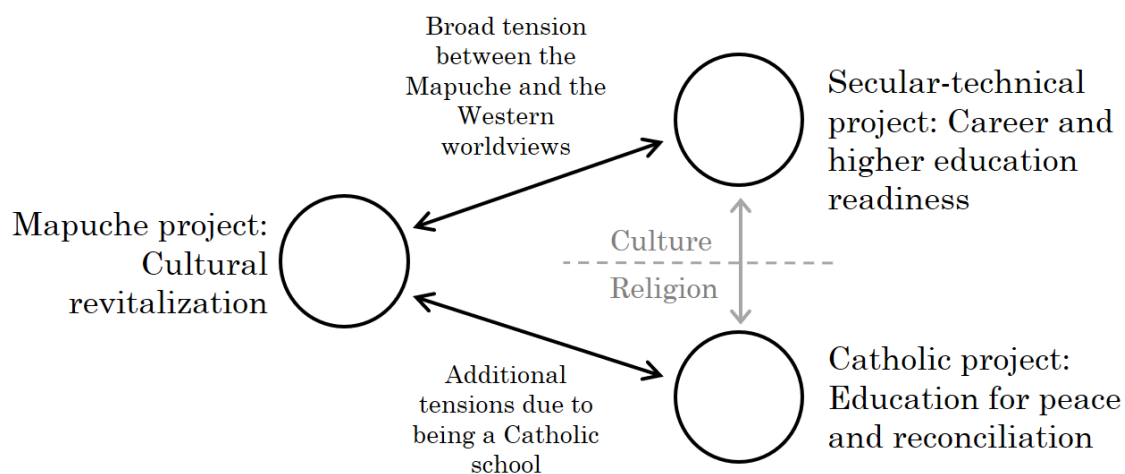 Broad tension
between the
Mapuche and the
Western
worldviews
Secular-technical
project: Career and
higher education
readiness
Mapuche project:
Cultural
revitalization
Culture
Religion
Additional
tensions due to
being a Catholic
school
Catholic project:
Education for peace
and reconciliation